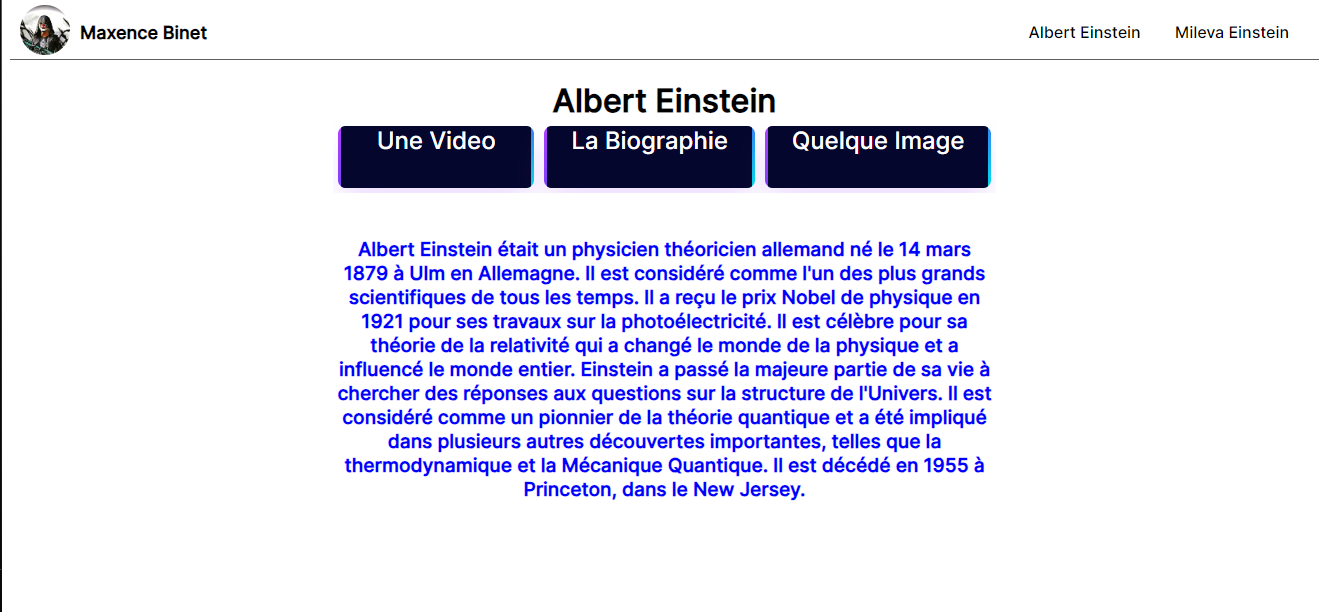 Maxence Binet
Albert Einstein
Mileva Einstein
Albert Einstein
Une Video
La Biographie
Quelque Image
Albert Einstein était un physicien théoricien allemand né le 14 mars
1879 à Ulm en Allemagne. Il est considéré comme l'un des plus grands
scientifiques de tous les temps. Il a reçu le prix Nobel de physique en
1921 pour ses travaux sur la photoélectricité. Il est célèbre pour sa
théorie de la relativité qui a changé le monde de la physique et a
influencé le monde entier. Einstein a passé la majeure partie de sa vie à
chercher des réponses aux questions sur la structure de l'Univers. Il est
considéré comme un pionnier de la théorie quantique et a été impliqué
dans plusieurs autres découvertes importantes, telles que la
thermodynamique et la Mécanique Quantique. Il est décédé en 1955 à
Princeton, dans le New Jersey.